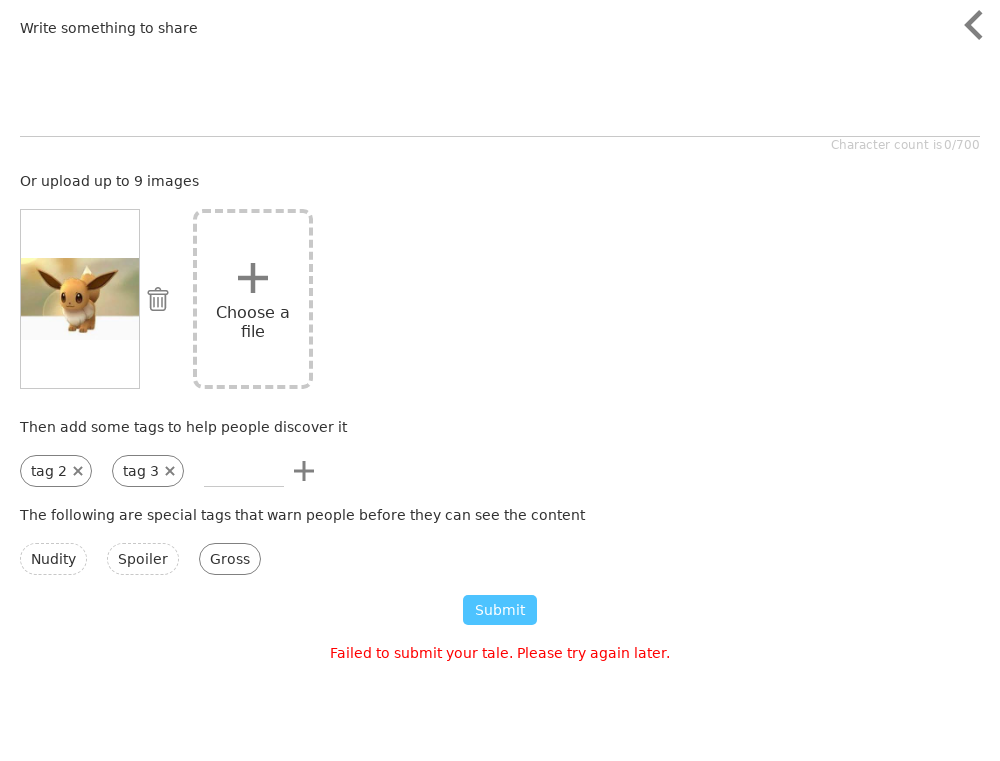 Write something to share
Character count is 0/700
Or upload up to 9 images
Choose a
file
Then add some tags to help people discover it
tag 2
tag 3
The following are special tags that warn people before they can see the content
Nudity
Spoiler
Gross
Submit
Failed to submit your tale. Please try again later.